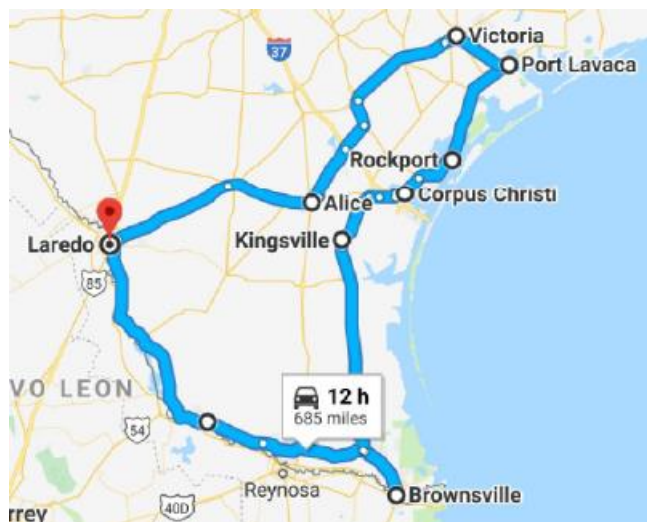 Victoria
37
Port Lavaca
Rockport
Corpus Christi
Alice
Kingsville
Laredo
85
VO LEON
12 h
685 miles
54
Reynosa
Brownsville
40D
rrey